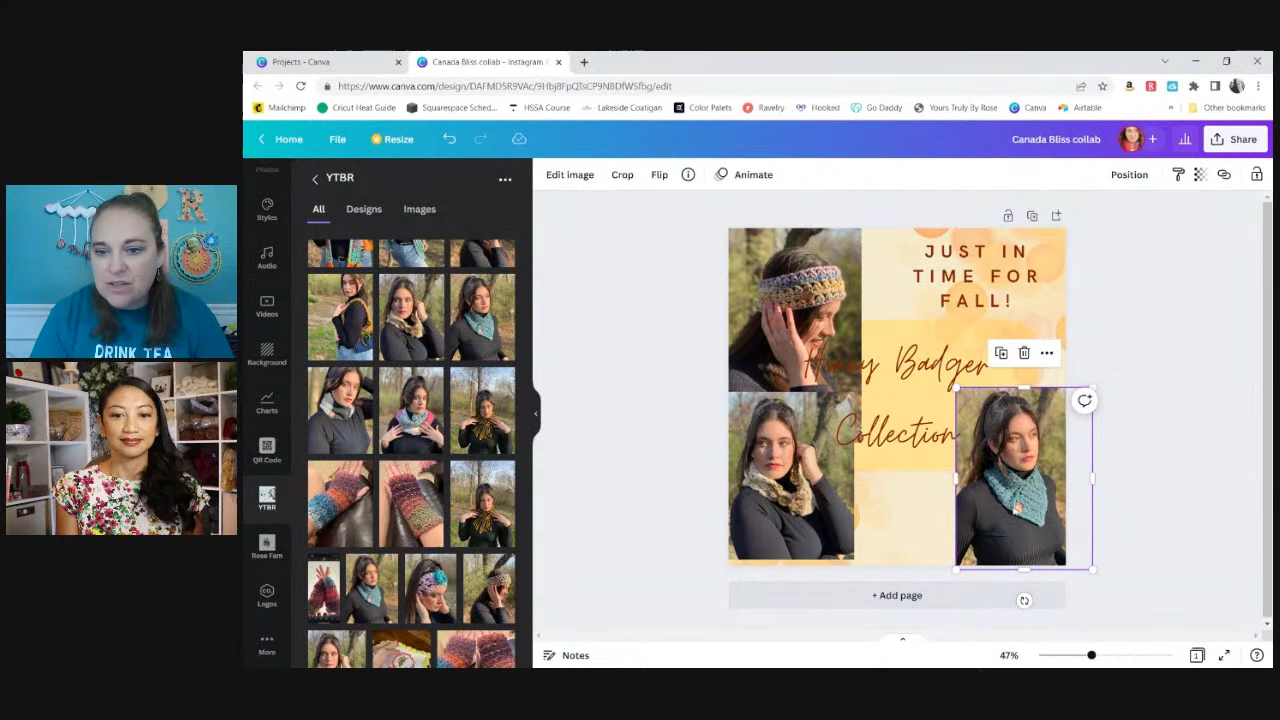 Projects - Canva
Canada Bliss collab - Instagram
https://www.canva.com/design/DAFMD5R9VAc/9Hbj8FpQTsCP9NBDfWSfbg/edit
Mailchimp
Cricut Heat Guide
Squarespace Sched...
HSSA Course
Lakeside Coatigan
Color Palets
Ravelry
Hooked
Go Daddy
Yours Truly By Rose
Canva
Airtable
»
Other bookmarks
Home
File
Resize
Canada Bliss collab
+
Share
Photos
Styles
Audio
Videos
Background
Charts
QR Code
YTBR
Rose Fam
Logos
More
YTBR
All
Designs
Images
Edit image
Crop
Flip
Animate
Position
JUST IN
TIME FOR
FALL!
Honey Badger
Collection
+ Add page
Notes
47%
1
R
DRINK TEA